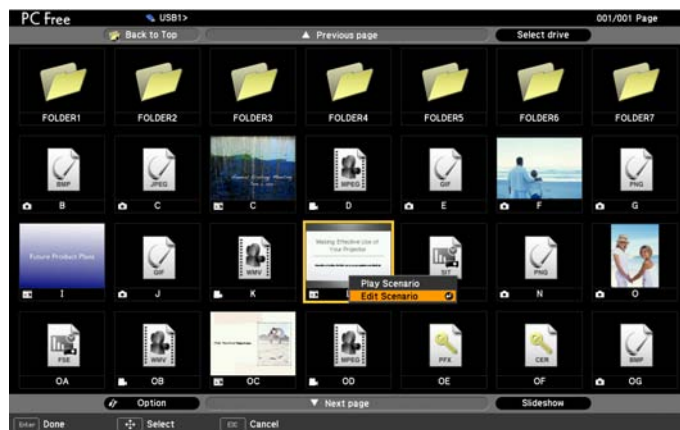 PC Free USB1> 001/001 Page
Back to Top Previous page Select drive
FOLDER1 FOLDER2 FOLDER3 FOLDER4 FOLDER5 FOLDER6 FOLDER7
BMP JPEG MPEG GIF PNG
B C C D E F G
Future Product Plans GIF WMV Making Effective Use of
Your Projector SIT PNG
Play Scenario
Edit Scenario
I J K N O
FSE WMV MPEG PFX CER BMP
OA OB OC OD OE OF OG
Option Next page Slideshow
Enter Done Select Esc Cancel